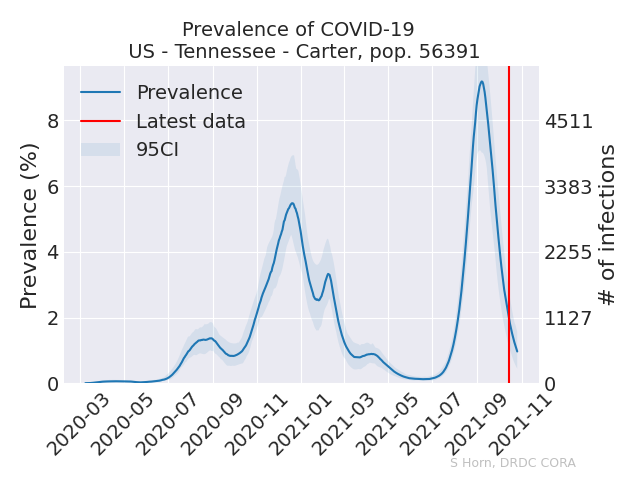 Prevalence of COVID-19
US - Tennessee - Carter, pop. 56391
Prevalence
Latest data
95CI
Prevalence (%)
8
6
4
2
0
4511
3383
2255
1127
0
# of infections
2020-03
2020-05
2020-07
2020-09
2020-11
2021-01
2021-03
2021-05
2021-07
2021-09
2021-11
S Horn, DRDC CORA